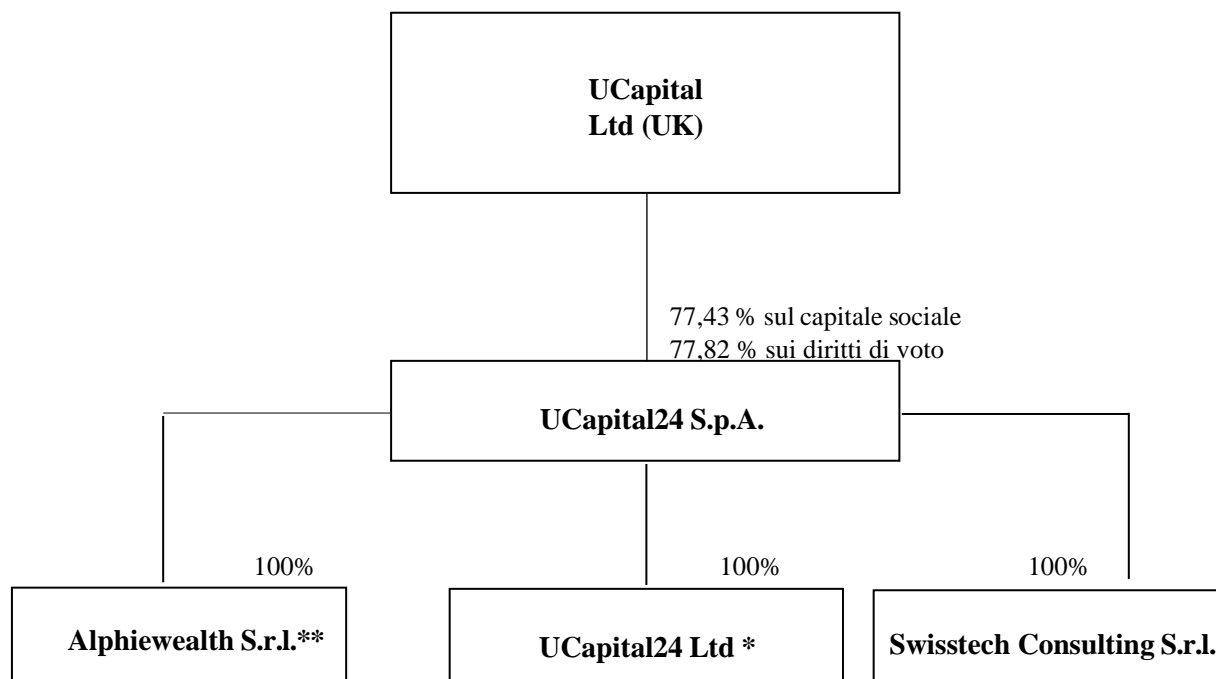 UCapital
Ltd (UK)
77,43 % sul capitale sociale
77,82 % sui diritti di voto
UCapital24 S.p.A.
100%
100%
100%
Alphiewealth S.r.l.**
UCapital24 Ltd *
Swisstech Consulting S.r.l.